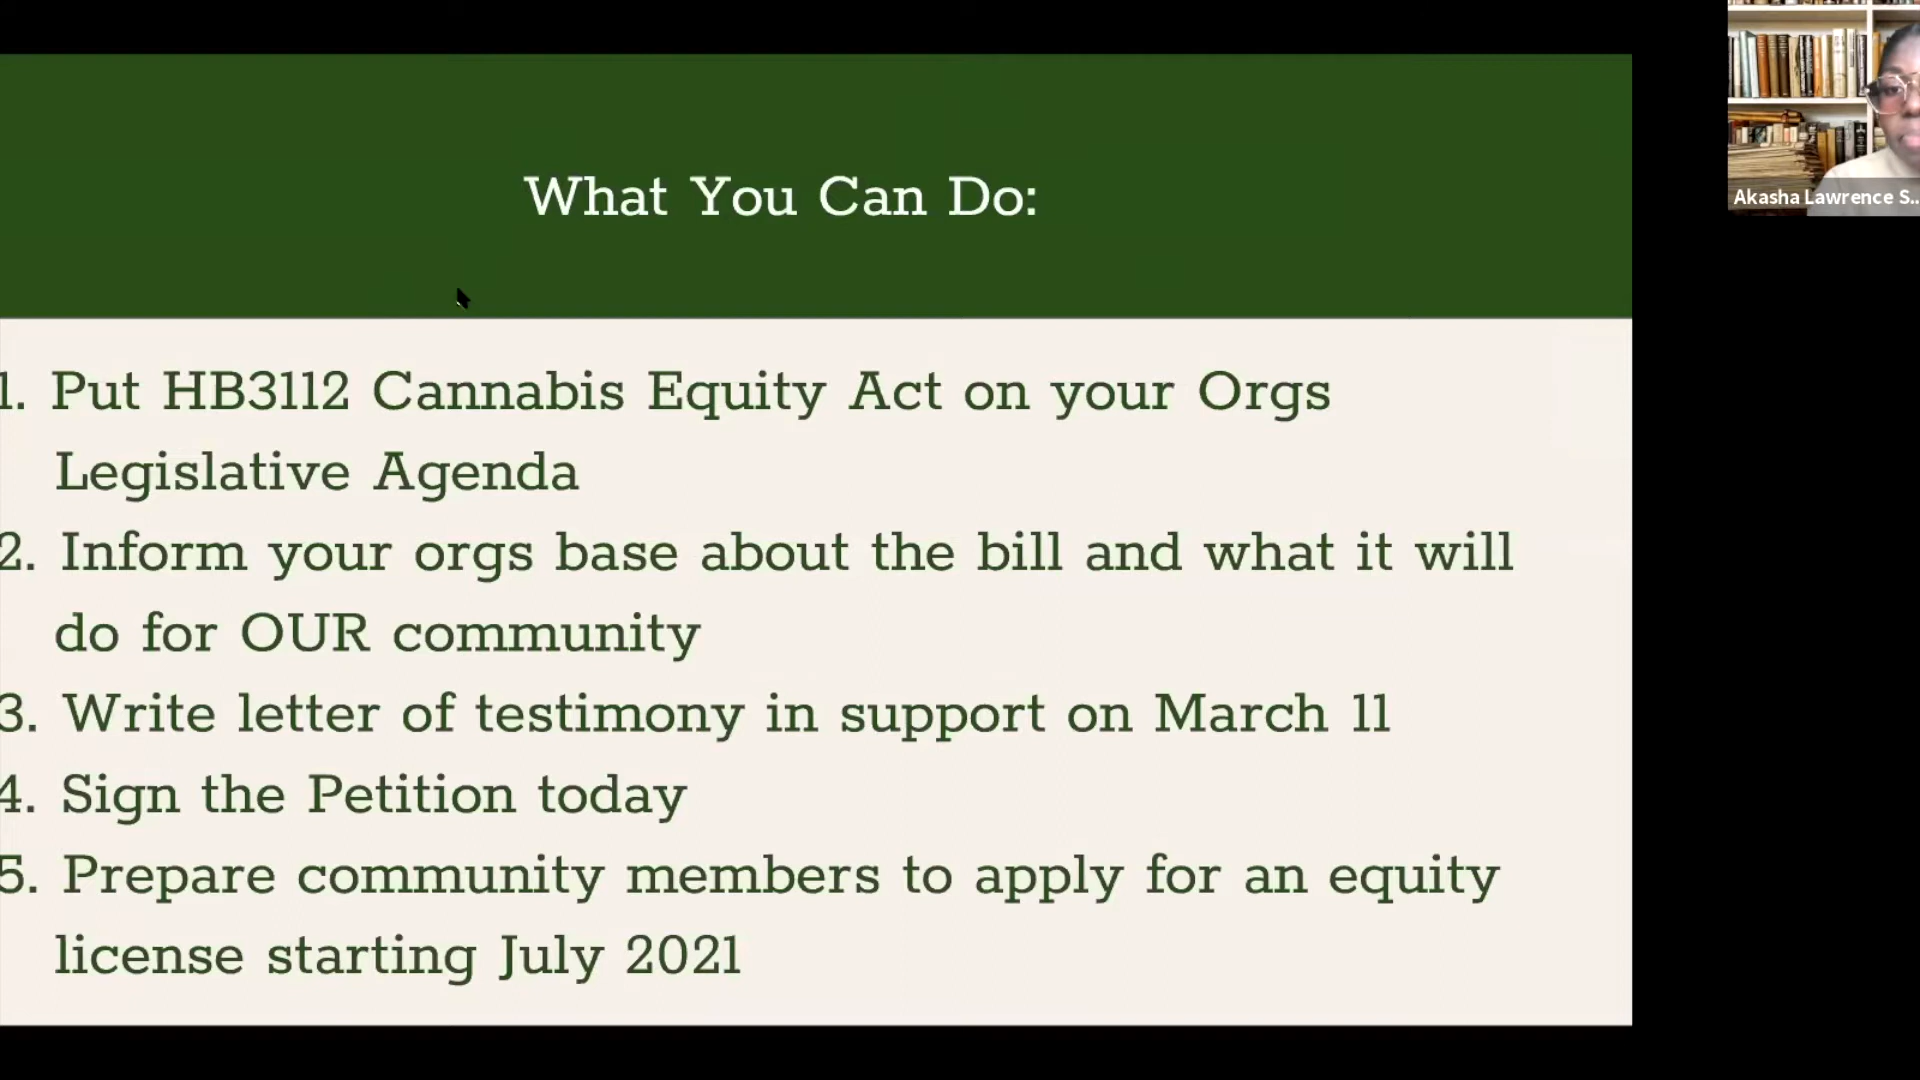 What You Can Do:
1. Put HB3112 Cannabis Equity Act on your Orgs
Legislative Agenda
2. Inform your orgs base about the bill and what it will
do for OUR community
3. Write letter of testimony in support on March 11
4. Sign the Petition today
5. Prepare community members to apply for an equity
license starting July 2021
Akasha Lawrence S...